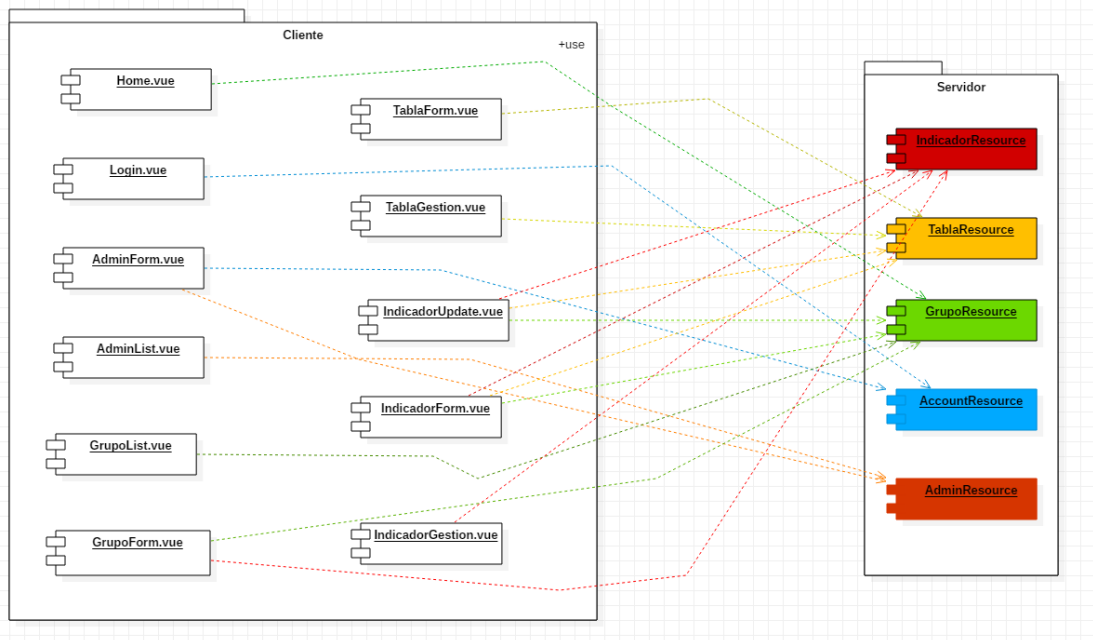 Cliente
+use
Home.vue
TablaForm.vue
Login.vue
TablaGestion.vue
AdminForm.vue
IndicadorUpdate.vue
AdminList.vue
IndicadorForm.vue
GrupoList.vue
IndicadorGestion.vue
GrupoForm.vue
Servidor
IndicadorResource
TablaResource
GrupoResource
AccountResource
AdminResource